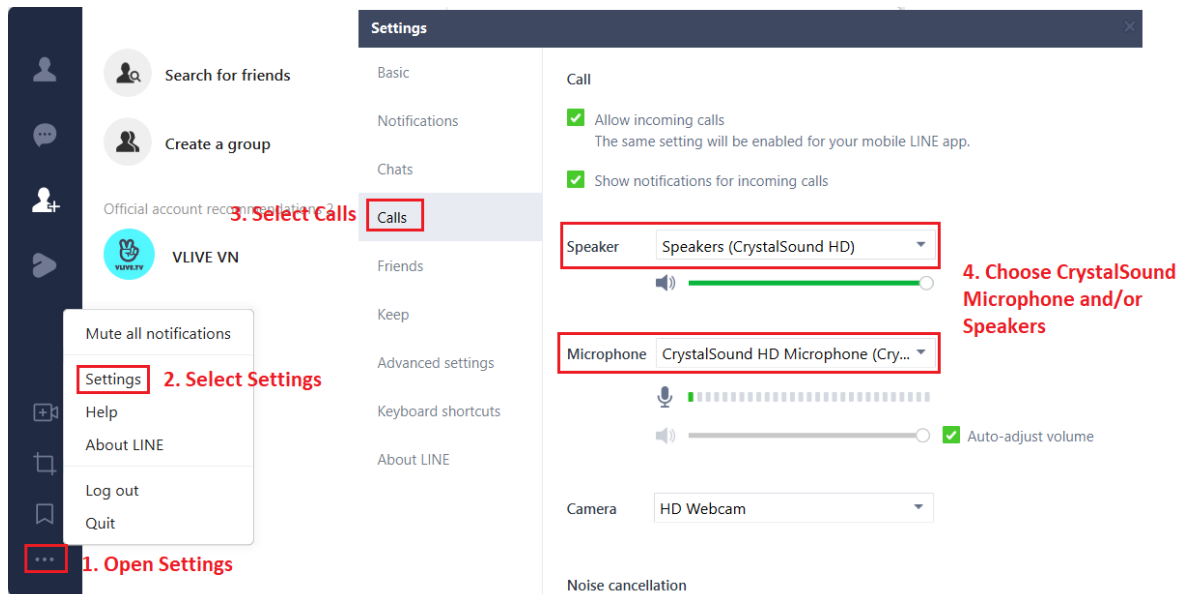 Search for friends
Create a group
Official account recommendations 2
VLIVE.TV
VLIVE VN
Mute all notifications
Settings
2. Select Settings
Help
About LINE
Log out
Quit
1. Open Settings
Settings
Basic
Notifications
Chats
3. Select Calls
Calls
Friends
Keep
Advanced settings
Keyboard shortcuts
About LINE
Call
Allow incoming calls
The same setting will be enabled for your mobile LINE app.
Show notifications for incoming calls
Speaker Speakers (CrystalSound HD)
4. Choose CrystalSound
Microphone and/or
Speakers
Microphone CrystalSound HD Microphone (Cry...
Auto-adjust volume
Camera HD Webcam
Noise cancellation